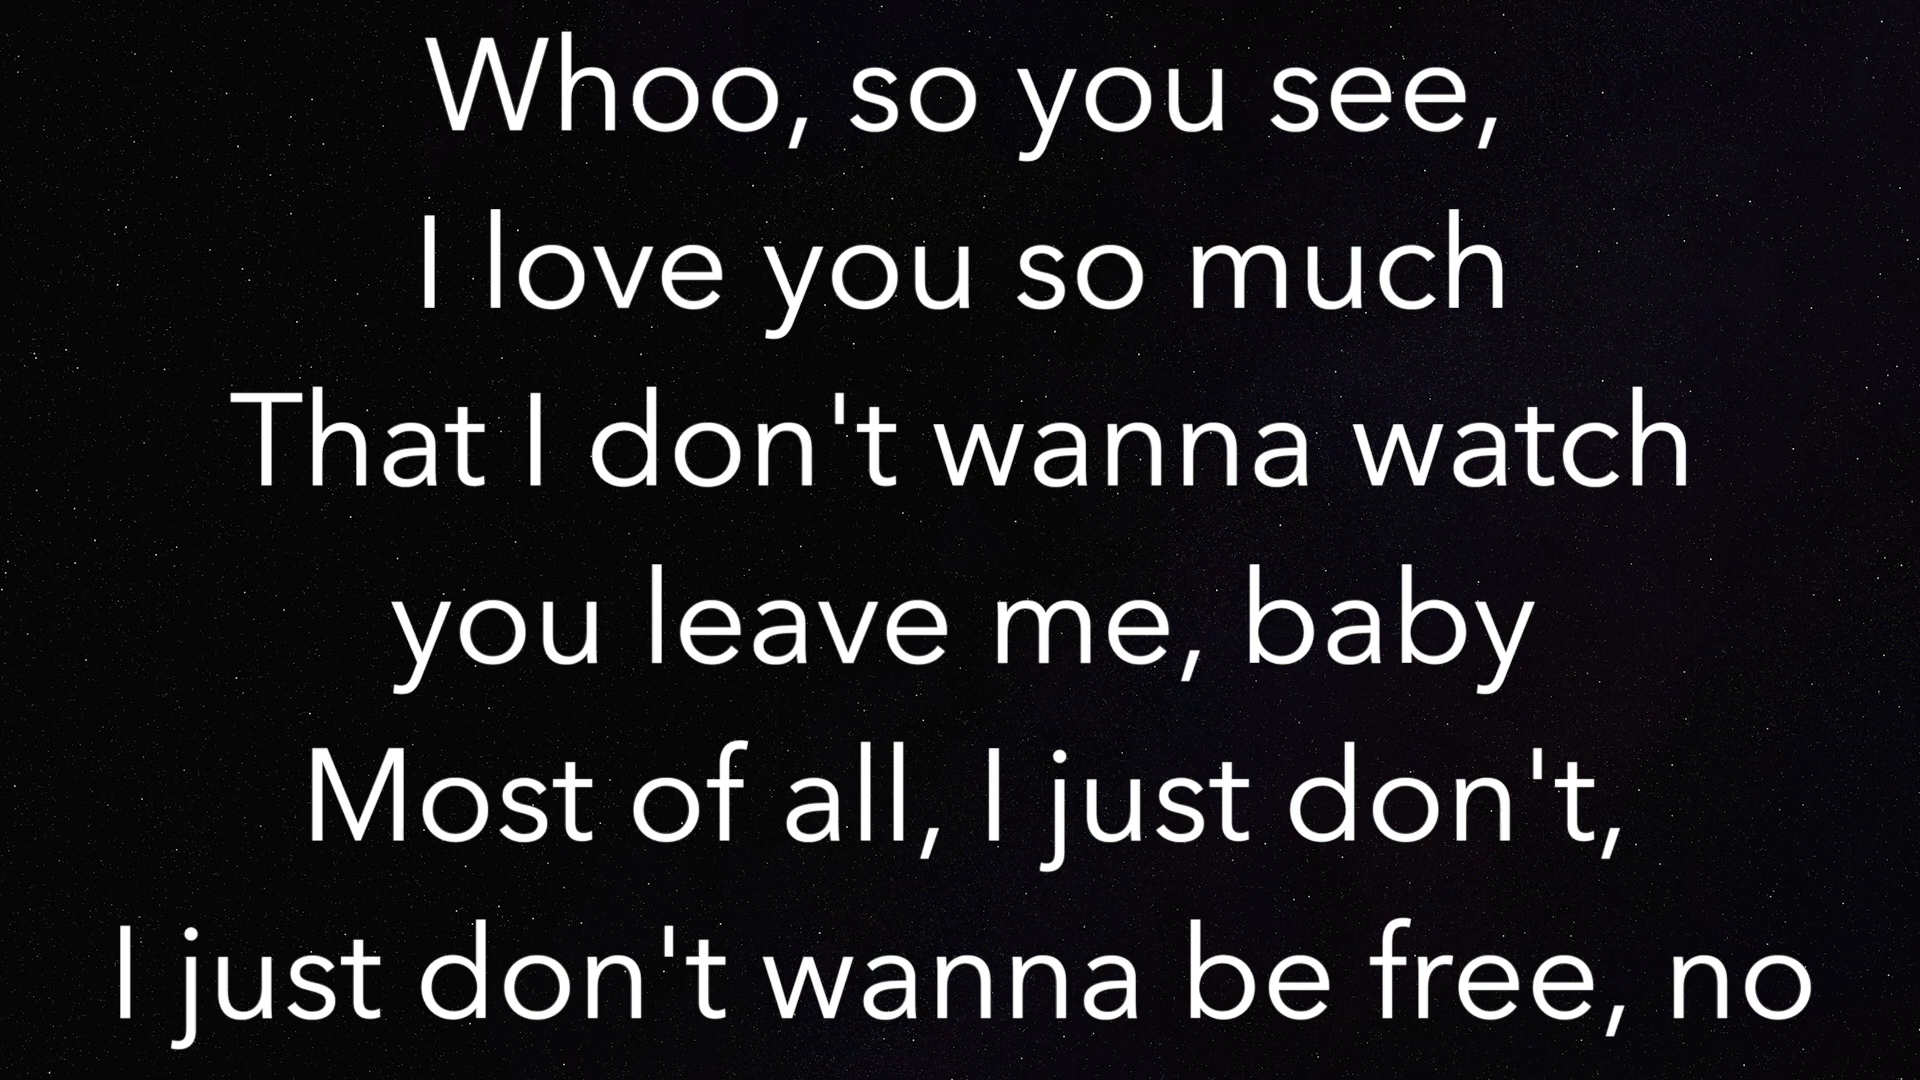 Whoo, so you see,
I love you so much
That I don't wanna watch
you leave me, baby
Most of all, I just don't,
I just don't wanna be free, no